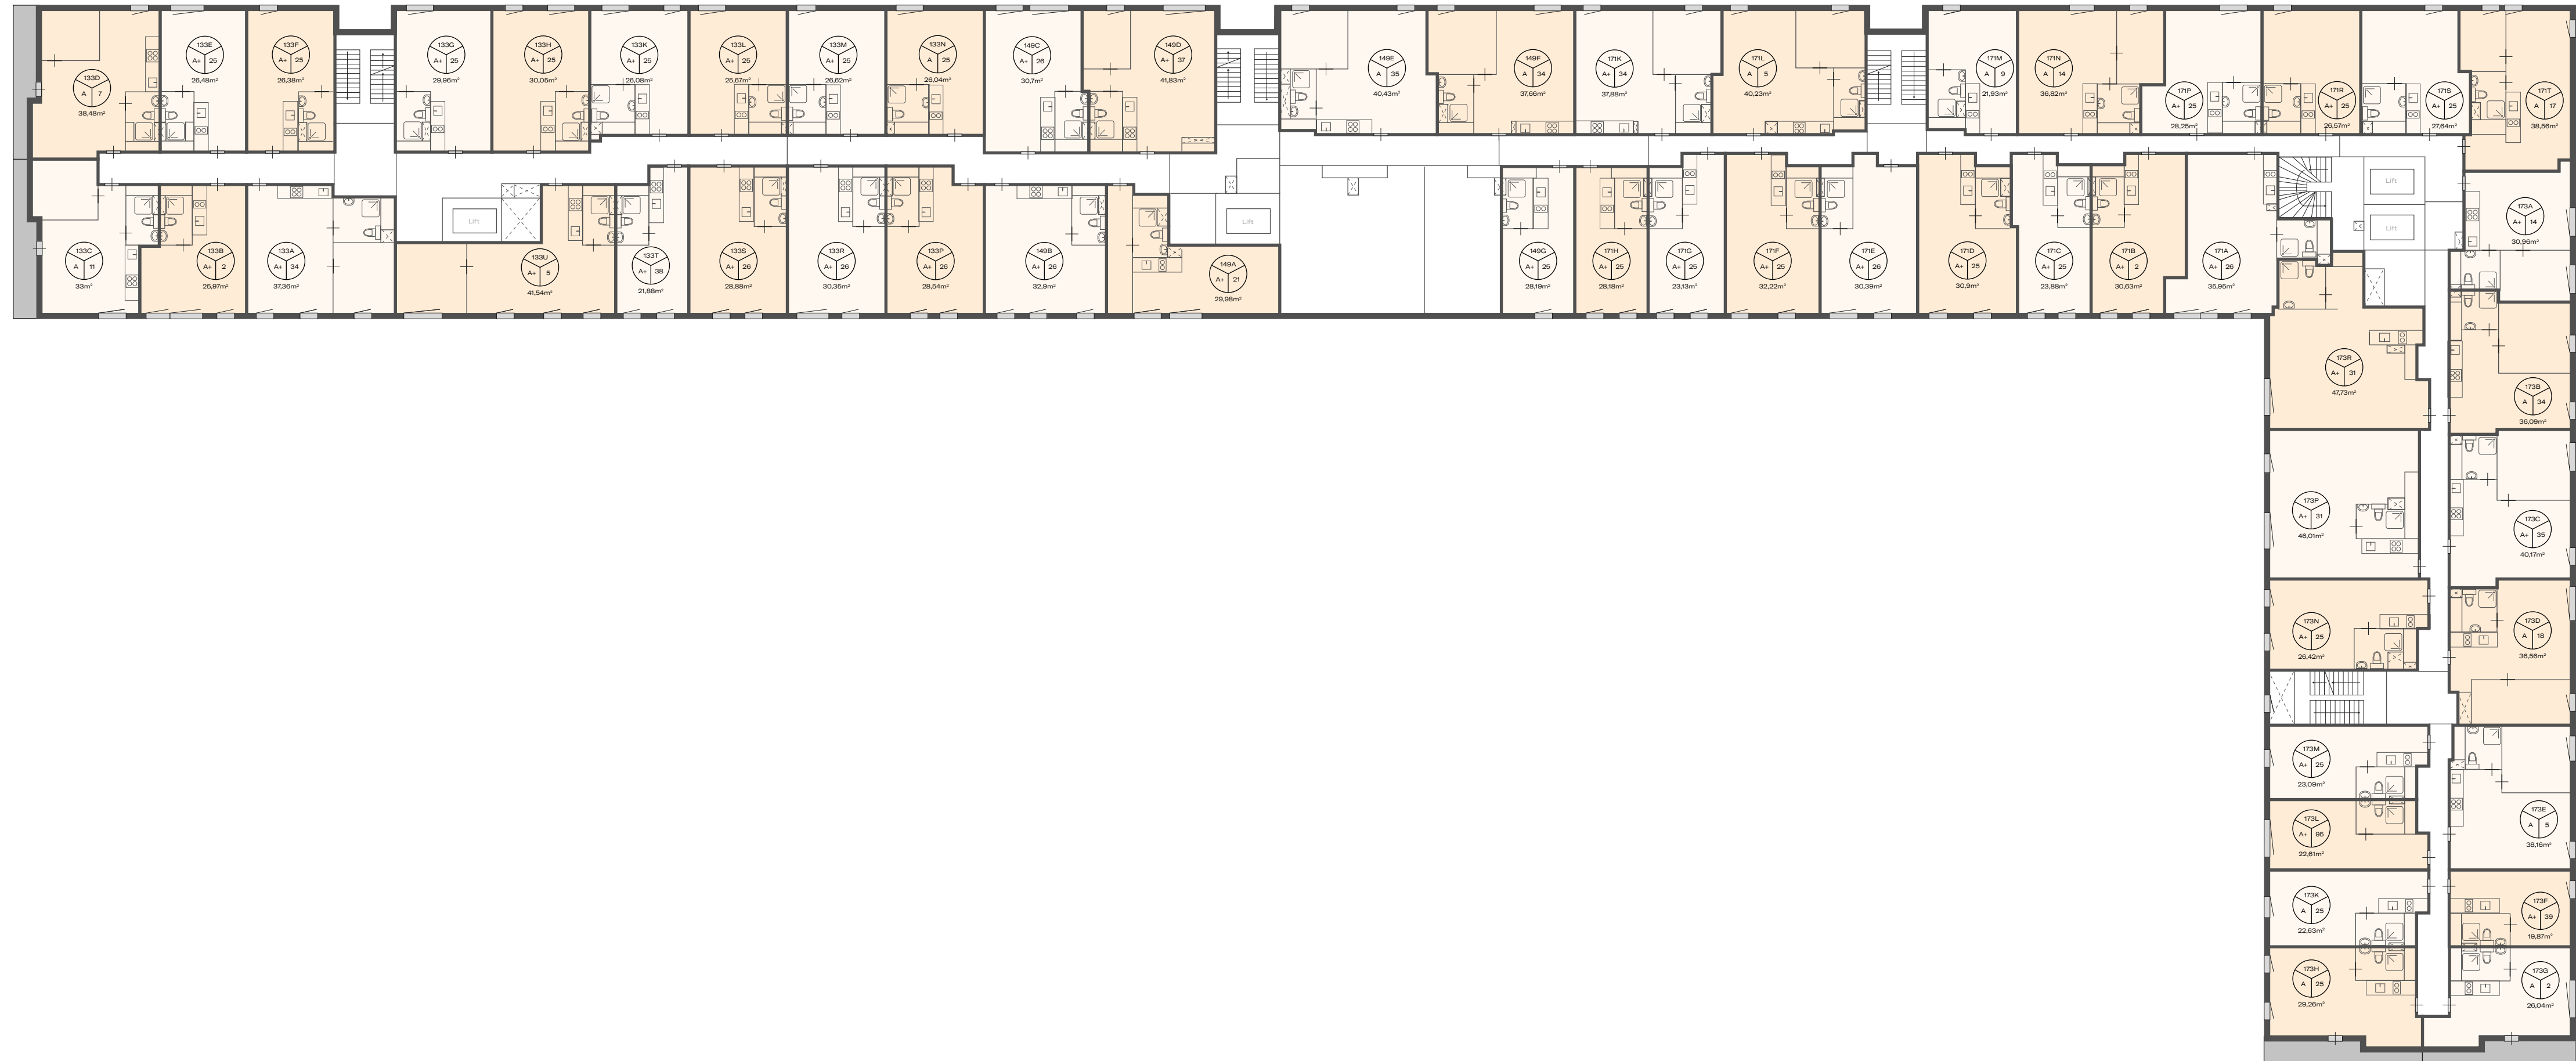 133D
A 7
38,48m²
133E
A+ 25
26,48m²
133F
A+ 25
26,38m²
133G
A+ 25
29,96m²
133H
A+ 25
30,05m²
133K
A+ 25
26,08m²
133L
A+ 25
25,67m²
133M
A+ 25
26,62m²
133N
A 25
26,04m²
149C
A+ 26
30,7m²
149D
A+ 37
41,83m²
149E
A 35
40,43m²
149F
A+ 34
37,66m²
171K
A+ 34
37,88m²
171L
A 5
40,23m²
171M
A 9
21,93m²
171N
A 14
36,82m²
171P
A+ 25
28,25m²
171R
A+ 25
26,57m²
171S
A+ 25
27,64m²
171T
A 17
38,56m²
133C
A 11
33m²
133B
A+ 2
25,97m²
133A
A+ 34
37,36m²
Lift
133U
A+ 5
41,54m²
133T
A+ 38
21,88m²
133S
A+ 26
28,88m²
133R
A+ 26
30,35m²
133P
A+ 26
28,54m²
149B
A+ 26
32,9m²
149A
A+ 21
29,98m²
Lift
149G
A+ 25
28,19m²
171H
A+ 25
28,18m²
171G
A+ 25
23,13m²
171F
A+ 25
32,22m²
171E
A+ 26
30,39m²
171D
A+ 25
30,9m²
171C
A+ 25
23,88m²
171B
A+ 2
30,63m²
171A
A+ 26
35,95m²
Lift
Lift
173A
A+ 14
30,96m²
173R
A+ 31
47,73m²
173B
A 34
36,09m²
173P
A+ 31
46,01m²
173C
A+ 35
40,17m²
173N
A+ 25
26,42m²
173D
A 18
36,56m²
173M
A+ 25
23,09m²
173L
A+ 95
22,61m²
173E
A 5
38,16m²
173K
A 25
22,63m²
173F
A+ 39
19,87m²
173H
A 25
29,26m²
173G
A 2
26,04m²